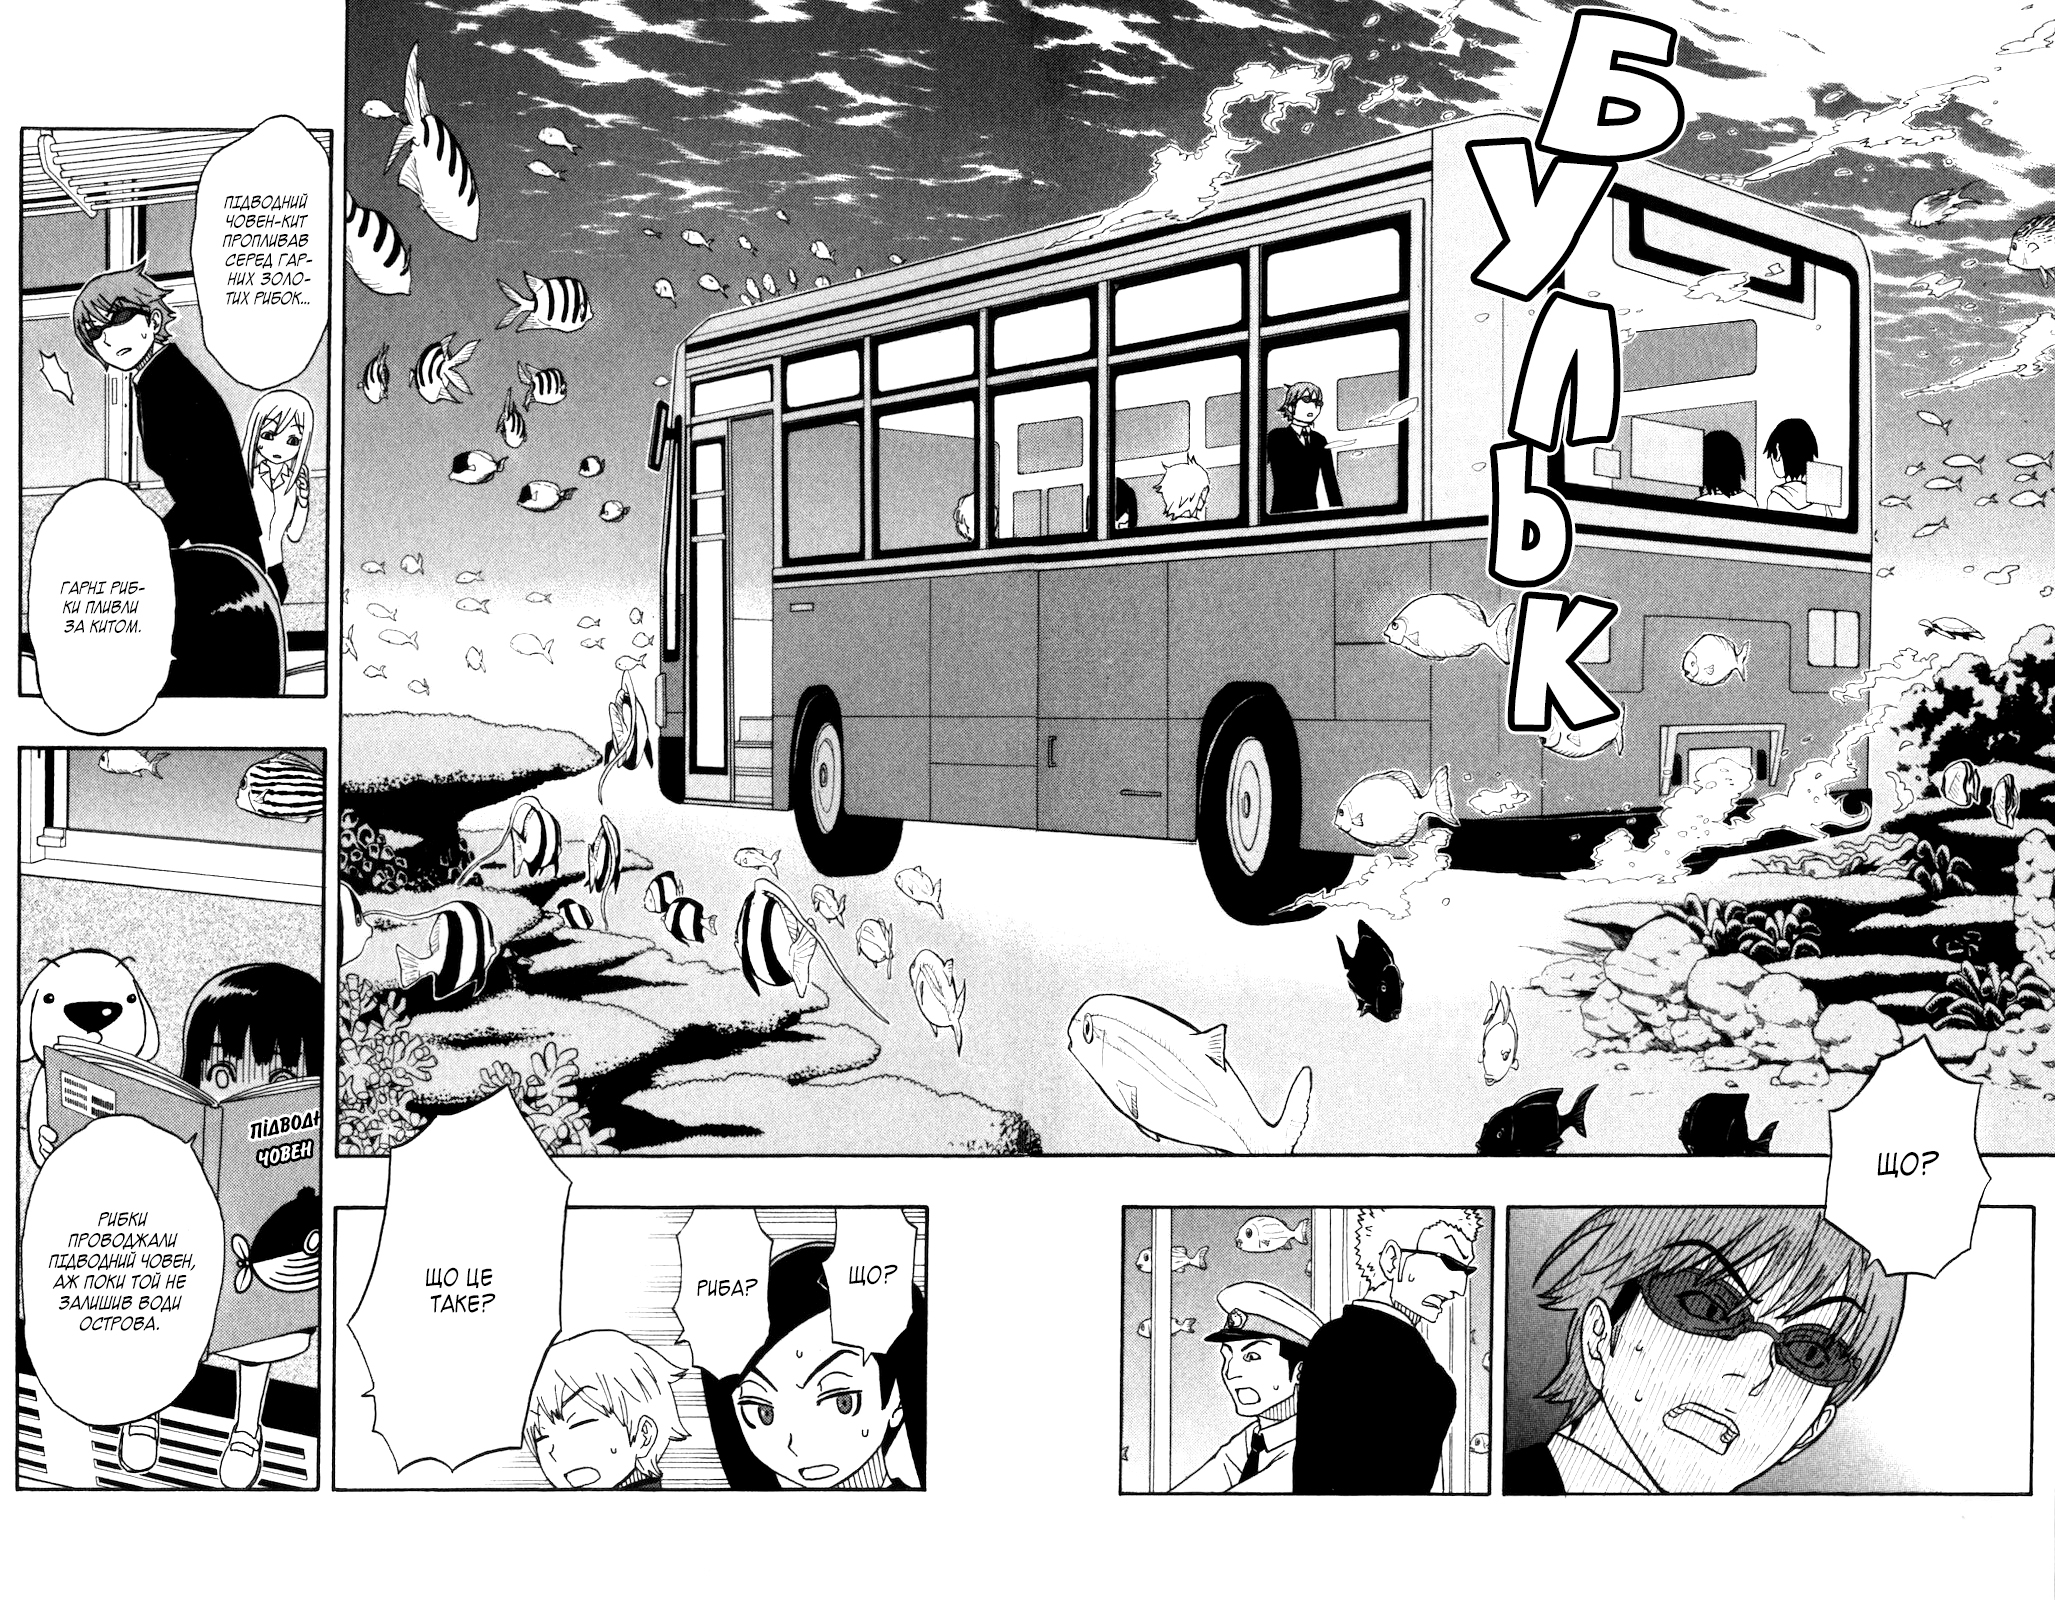 БУЛЬК
ЩО?
ЩО?
РИБА?
ЩО ЦЕ
ТАКЕ?
ПІДВОДНИЙ
ЧОВЕН-КИТ
ПРОПЛИВАВ
СЕРЕД ГАР-
НИХ ЗОЛО-
ТИХ РИБОК...
ГАРНІ РИБ-
КИ ПЛИВЛИ
ЗА КИТОМ.
ПІДВОДН
ЧОВЕН
РИБКИ
ПРОВОДЖАЛИ
ПІДВОДНИЙ ЧОВЕН,
АЖ ПОКИ ТОЙ НЕ
ЗАЛИШИВ ВОДИ
ОСТРОВА.